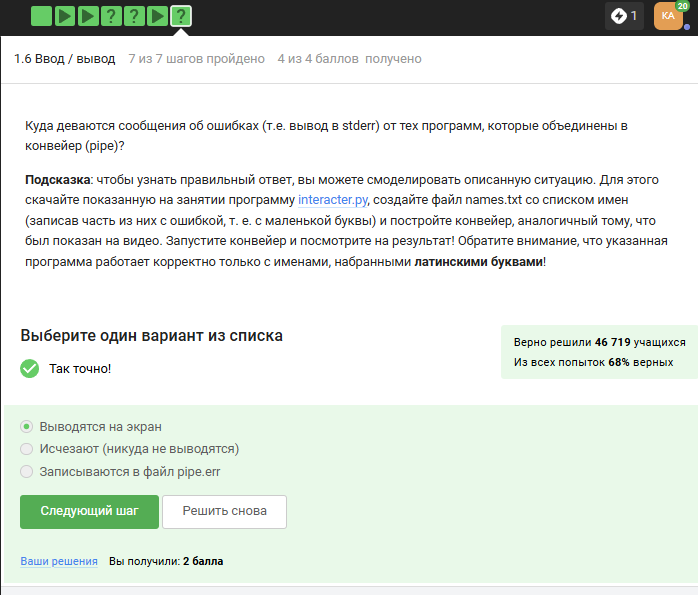 ? ? ? 1 KA 20
1.6 Ввод / вывод 7 из 7 шагов пройдено 4 из 4 баллов получено
Куда деваются сообщения об ошибках (т.е. вывод в stderr) от тех программ, которые объединены в
конвейер (pipe)?
Подсказка: чтобы узнать правильный ответ, вы можете смоделировать описанную ситуацию. Для этого
скачайте показанную на занятии программу interacter.py, создайте файл names.txt со списком имен
(записав часть из них с ошибкой, т. е. с маленькой буквы) и постройте конвейер, аналогичный тому, что
был показан на видео. Запустите конвейер и посмотрите на результат! Обратите внимание, что указанная
программа работает корректно только с именами, набранными латинскими буквами!
Выберите один вариант из списка
Так точно!
Верно решили 46 719 учащихся
Из всех попыток 68% верных
Выводятся на экран
Исчезают (никуда не выводятся)
Записываются в файл pipe.err
Следующий шаг Решить снова
Ваши решения Вы получили: 2 балла